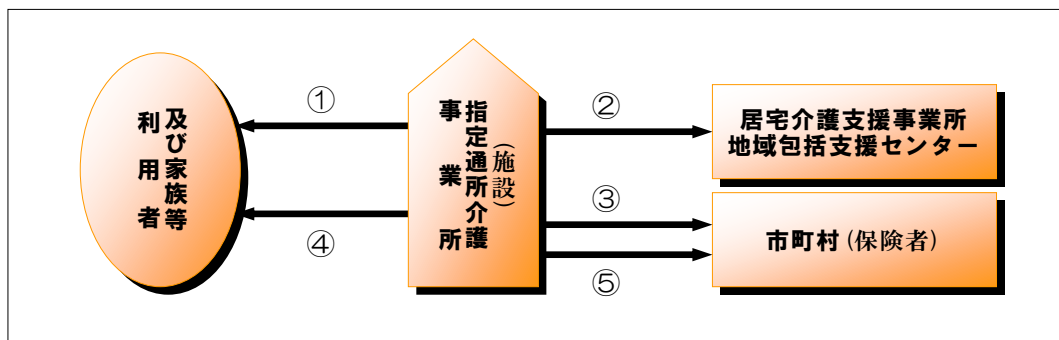 利用者
及び家族等
①
④
指定通所介護
事業所
(施設)
②
③
⑤
居宅介護支援事業所
地域包括支援センター
市町村(保険者)